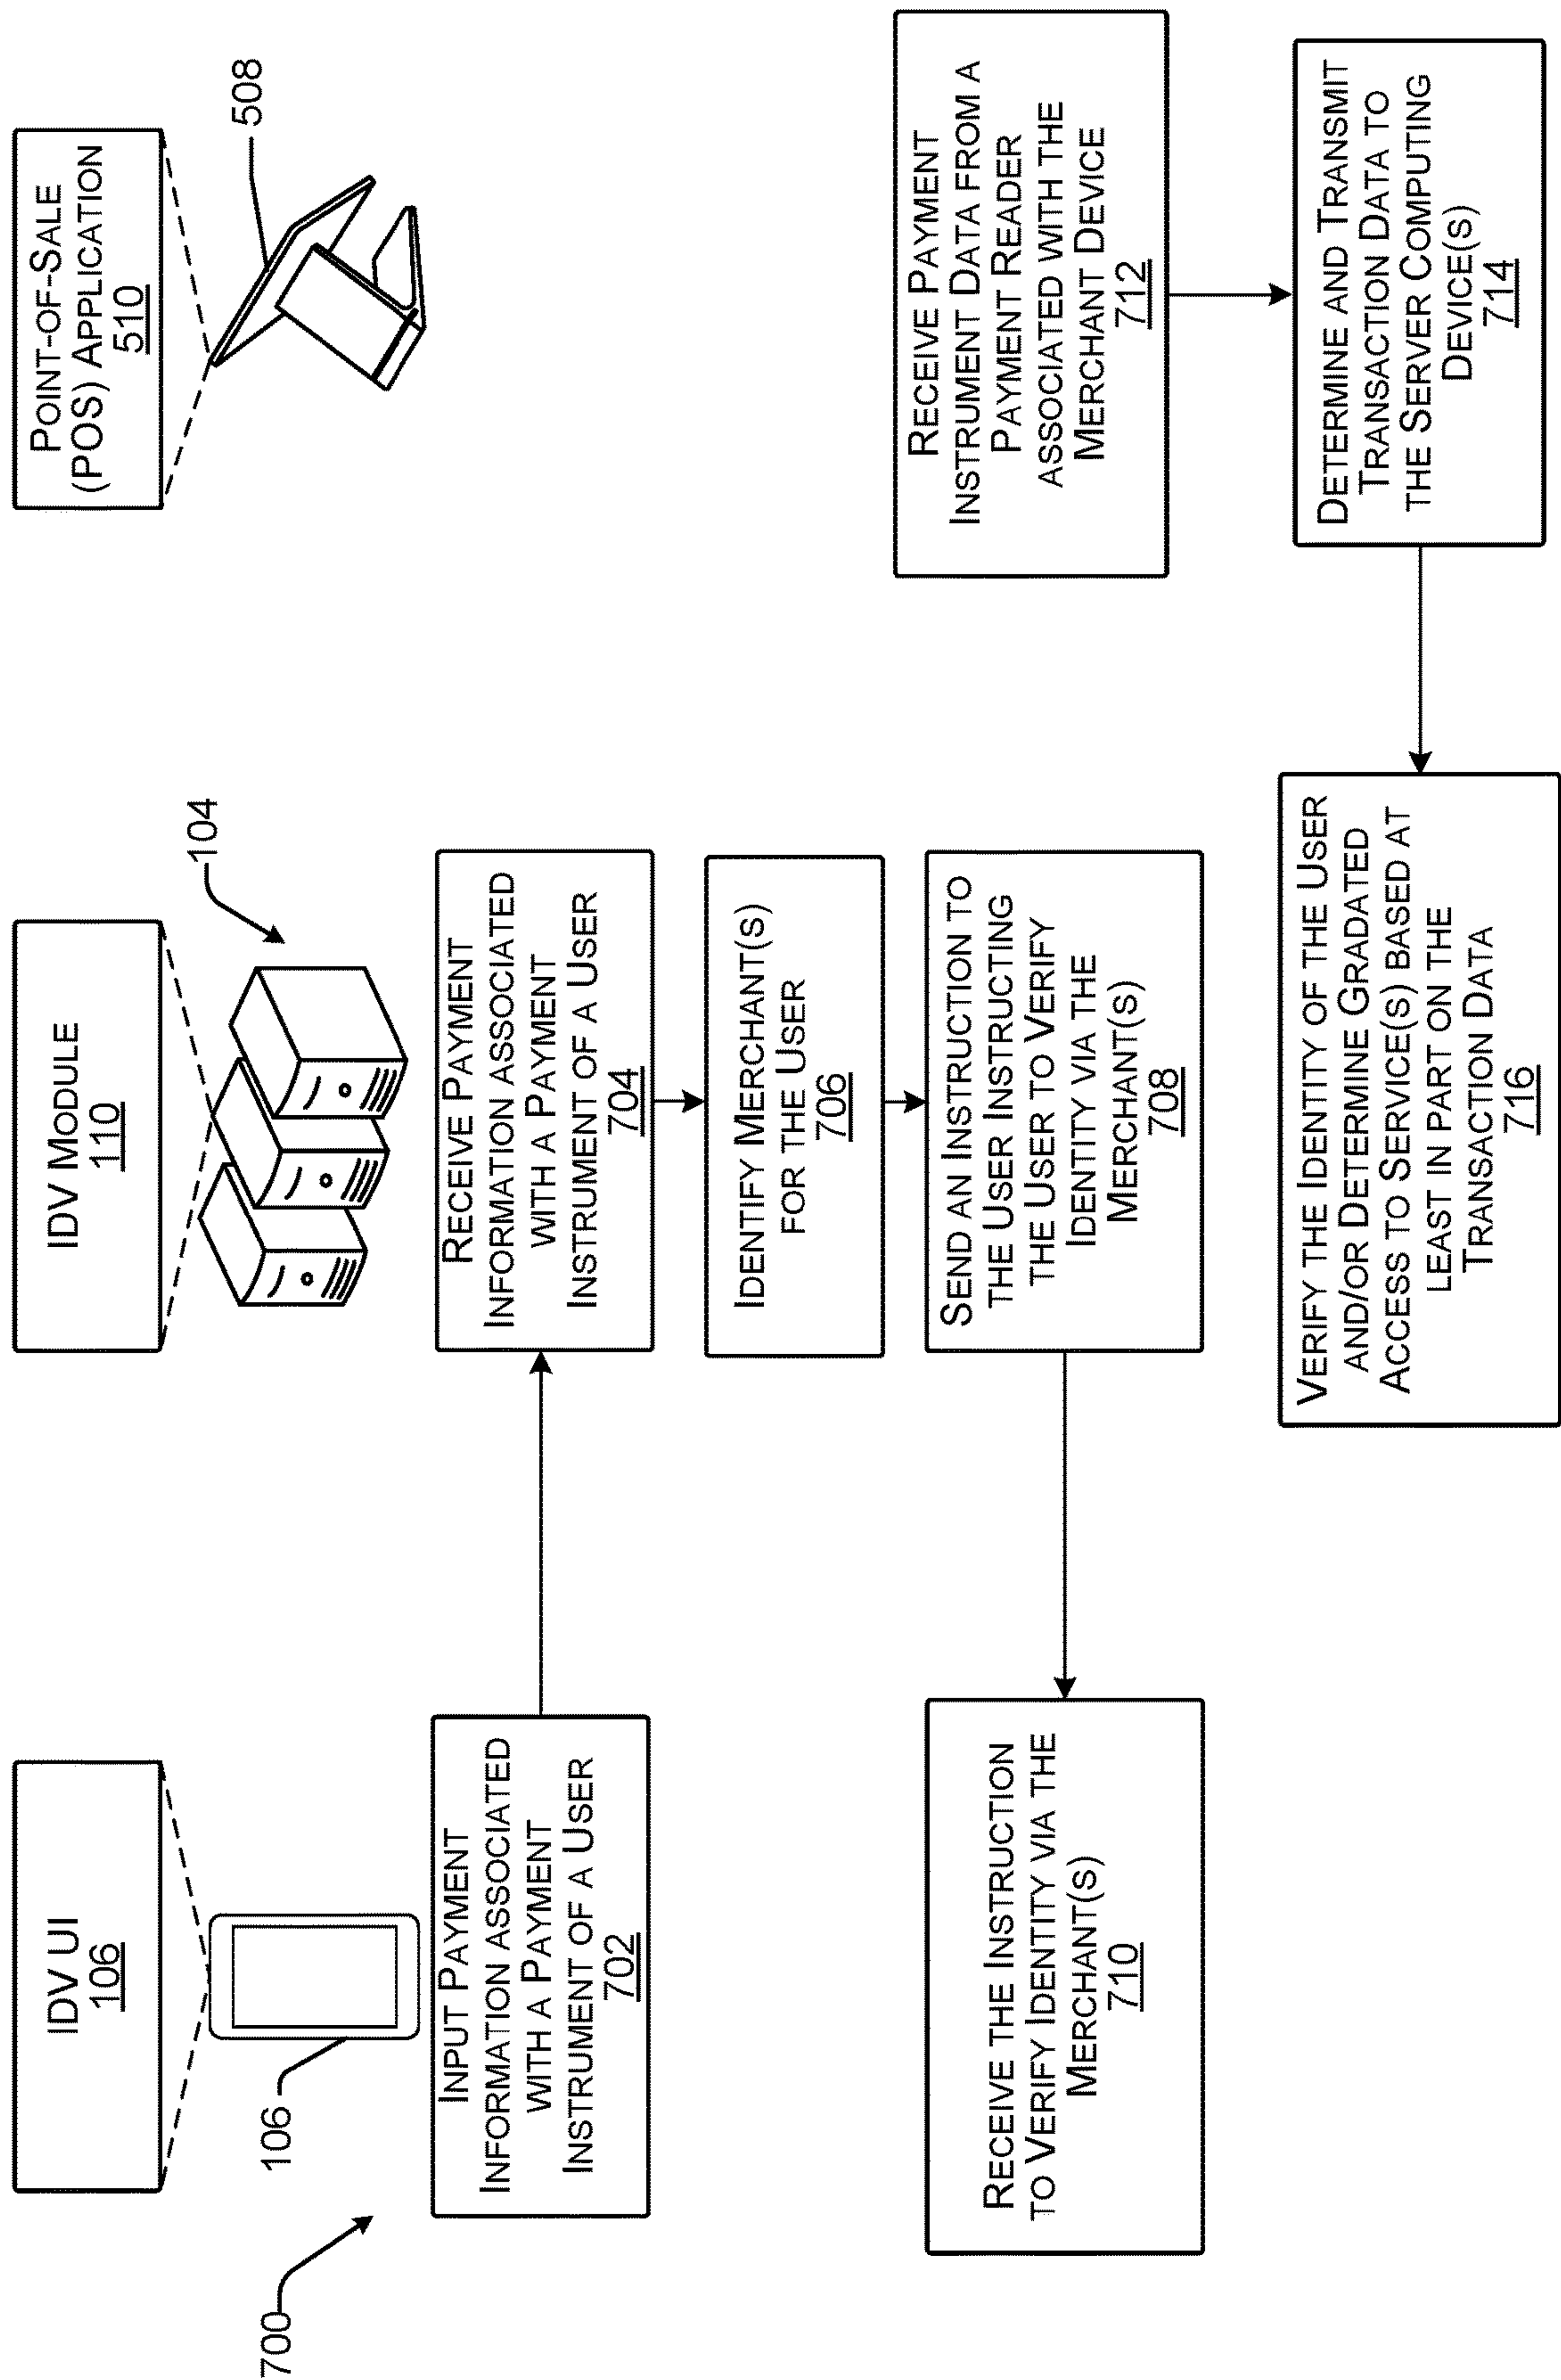 700
IDV UI
106
106
INPUT PAYMENT
INFORMATION ASSOCIATED
WITH A PAYMENT
INSTRUMENT OF A USER
702
IDV MODULE
110
104
RECEIVE PAYMENT
INFORMATION ASSOCIATED
WITH A PAYMENT
INSTRUMENT OF A USER
704
IDENTIFY MERCHANT(S)
FOR THE USER
706
SEND AN INSTRUCTION TO
THE USER INSTRUCTING
THE USER TO VERIFY
IDENTITY VIA THE
MERCHANT(S)
708
RECEIVE THE INSTRUCTION
TO VERIFY IDENTITY VIA THE
MERCHANT(S)
710
POINT-OF-SALE
(POS) APPLICATION
510
508
RECEIVE PAYMENT
INSTRUMENT DATA FROM A
PAYMENT READER
ASSOCIATED WITH THE
MERCHANT DEVICE
712
DETERMINE AND TRANSMIT
TRANSACTION DATA TO
THE SERVER COMPUTING
DEVICE(S)
714
VERIFY THE IDENTITY OF THE USER
AND/OR DETERMINE GRADATED
ACCESS TO SERVICE(S) BASED AT
LEAST IN PART ON THE
TRANSACTION DATA
716